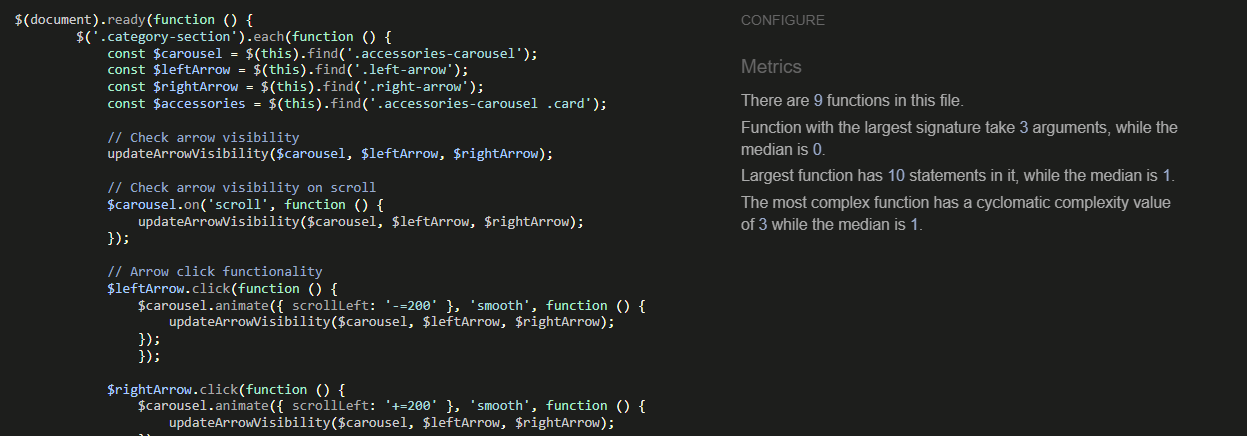 $(document).ready(function () {
$('.category-section').each(function () {
const $carousel = $(this).find('.accessories-carousel');
const $leftArrow = $(this).find('.left-arrow');
const $rightArrow = $(this).find('.right-arrow');
const $accessories = $(this).find('.accessories-carousel .card');
// Check arrow visibility
updateArrowVisibility($carousel, $leftArrow, $rightArrow);
// Check arrow visibility on scroll
$carousel.on('scroll', function () {
updateArrowVisibility($carousel, $leftArrow, $rightArrow);
});
// Arrow click functionality
$leftArrow.click(function () {
$carousel.animate({ scrollLeft: '-=200' }, 'smooth', function () {
updateArrowVisibility($carousel, $leftArrow, $rightArrow);
});
});
$rightArrow.click(function () {
$carousel.animate({ scrollLeft: '+=200' }, 'smooth', function () {
updateArrowVisibility($carousel, $leftArrow, $rightArrow);
CONFIGURE
Metrics
There are 9 functions in this file.
Function with the largest signature take 3 arguments, while the
median is 0.
Largest function has 10 statements in it, while the median is 1.
The most complex function has a cyclomatic complexity value
of 3 while the median is 1.